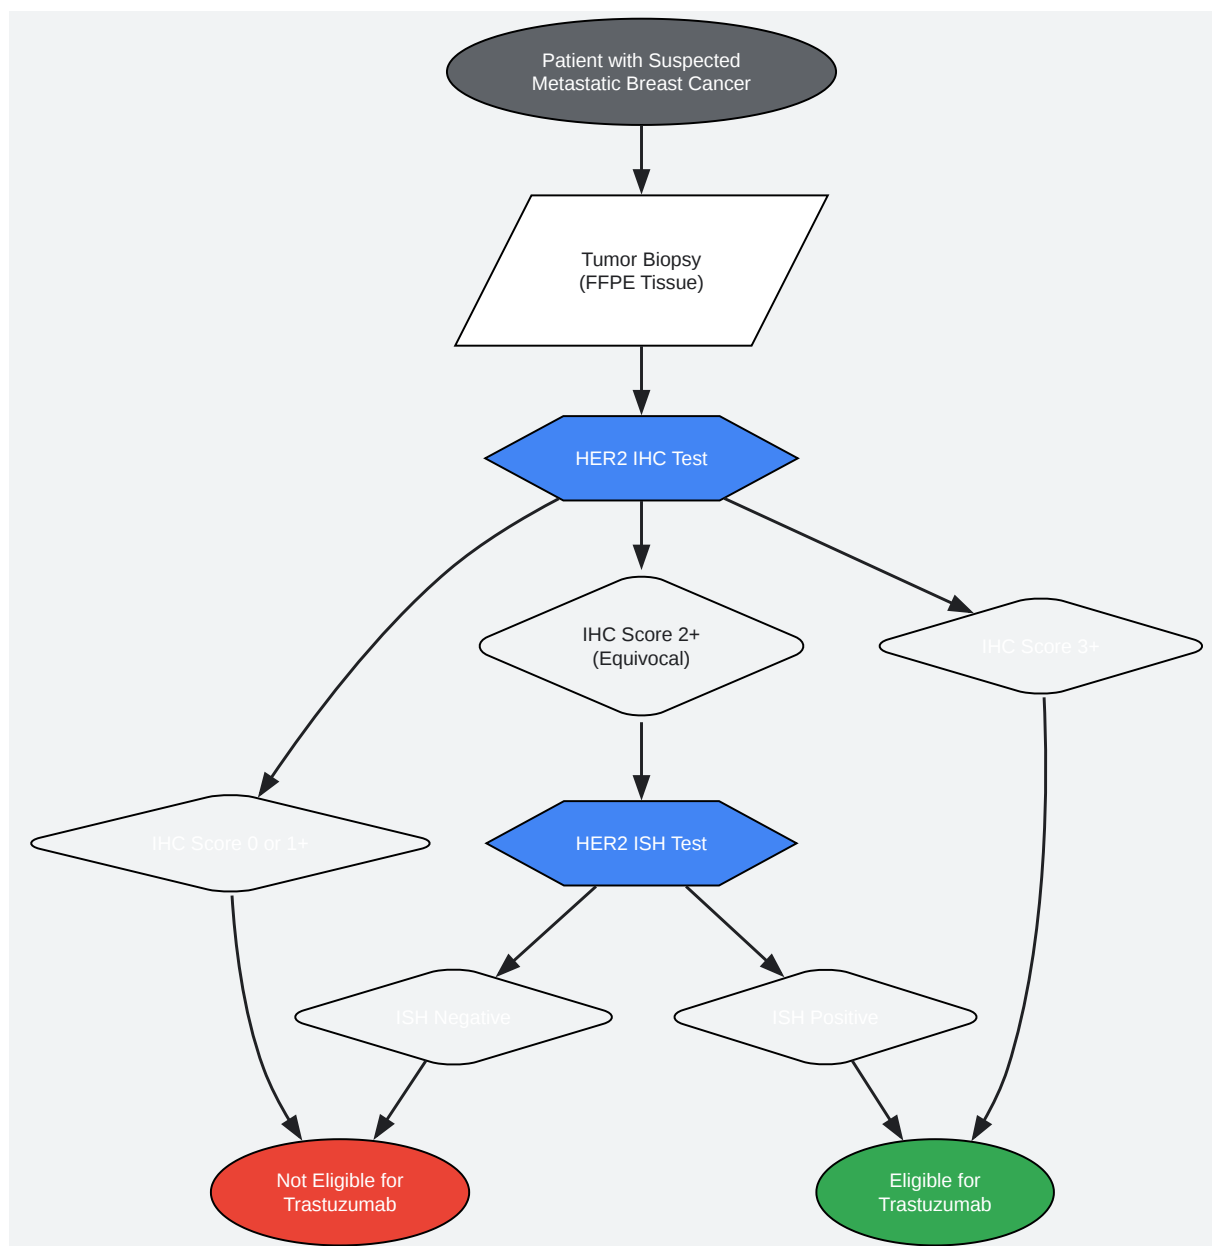 Patient with Suspected
Metastatic Breast Cancer
Tumor Biopsy
(FFPE Tissue)
HER2 IHC Test
IHC Score 2+
(Equivocal)
IHC Score 3+
IHC Score 0 or 1+
HER2 ISH Test
ISH Negative
ISH Positive
Not Eligible for
Trastuzumab
Eligible for
Trastuzumab